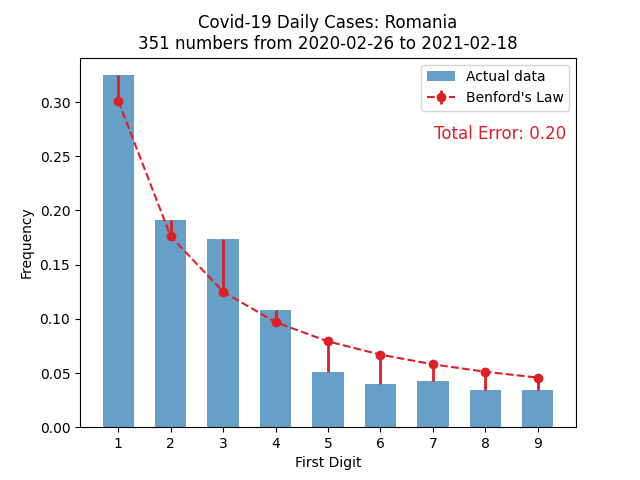 Covid-19 Daily Cases: Romania
351 numbers from 2020-02-26 to 2021-02-18
Actual data
Benford's Law
Total Error: 0.20
Frequency
0.30
0.25
0.20
0.15
0.10
0.05
0.00
1 2 3 4 5 6 7 8 9
First Digit